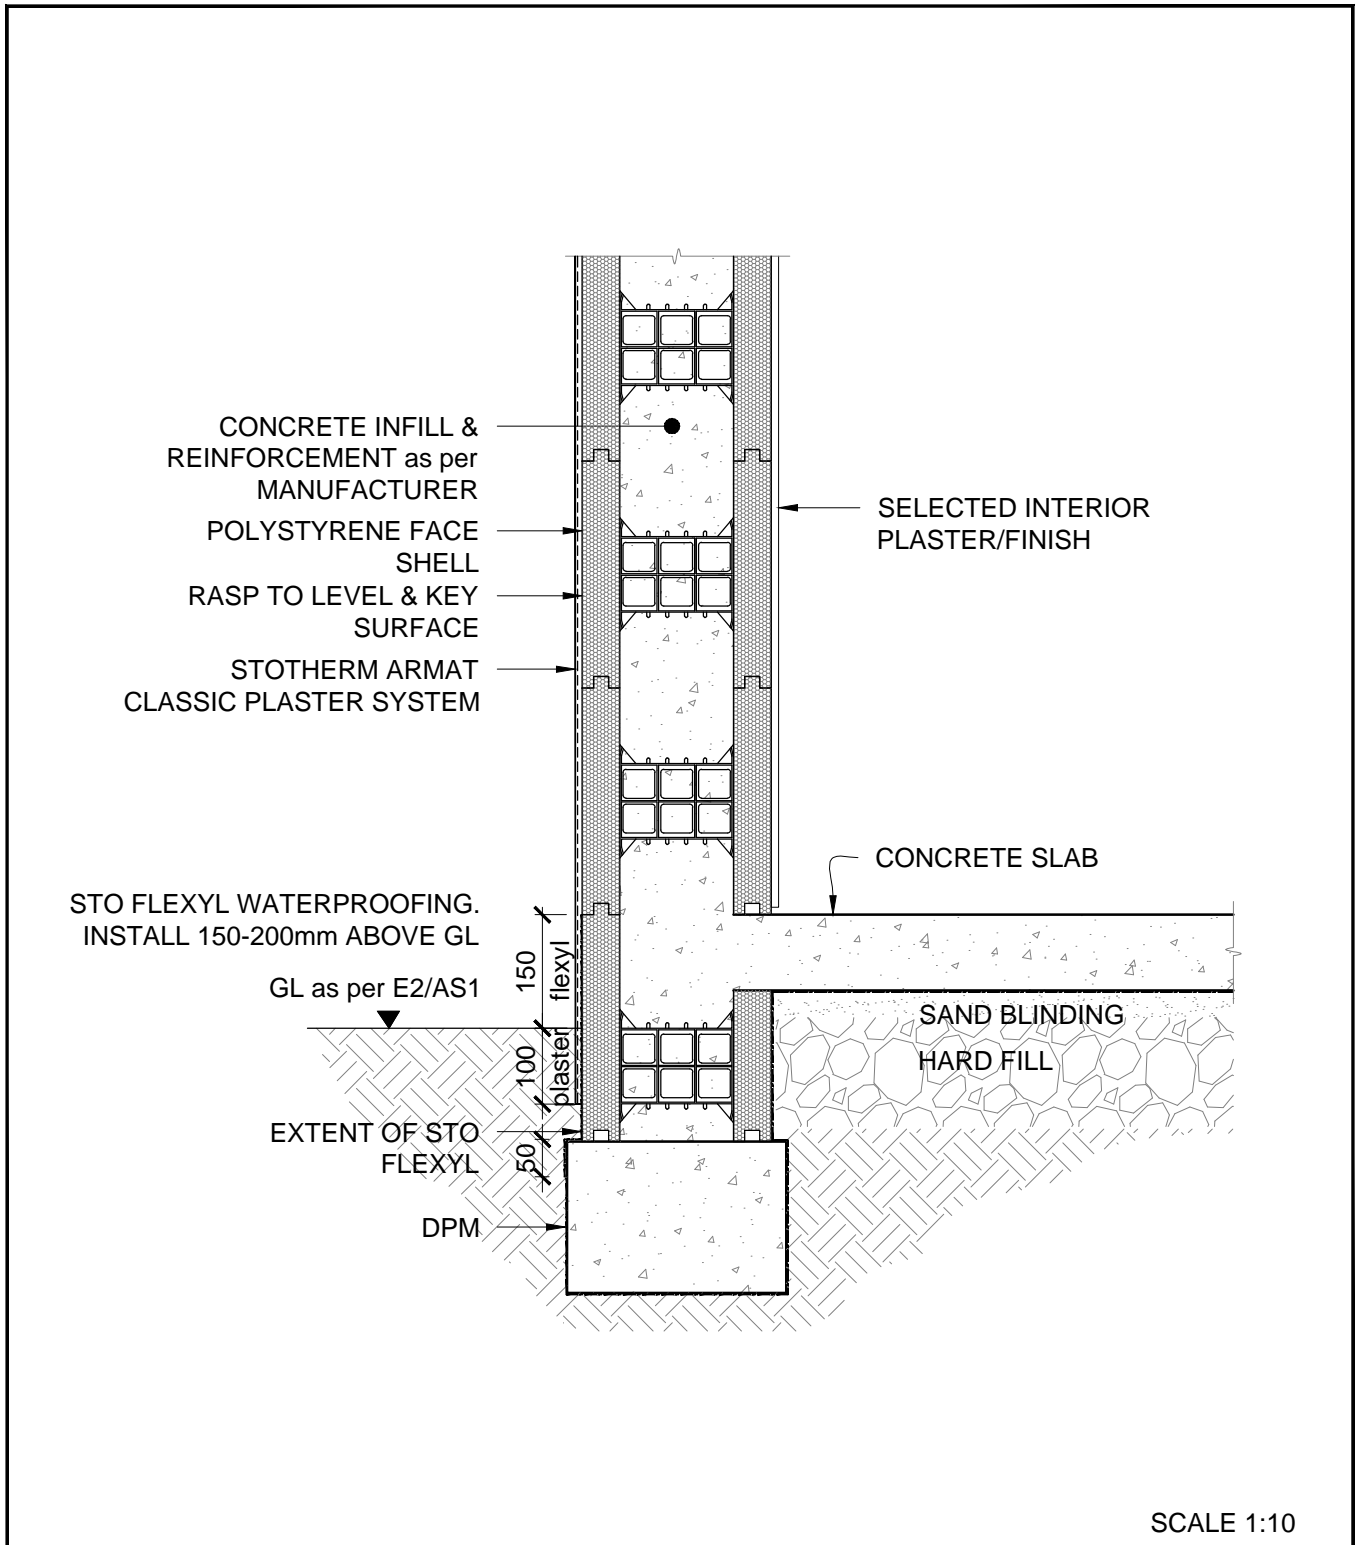 CONCRETE INFILL &
REINFORCEMENT as per
MANUFACTURER
POLYSTYRENE FACE
SHELL
RASP TO LEVEL & KEY
SURFACE
STOTHERM ARMAT
CLASSIC PLASTER SYSTEM
SELECTED INTERIOR
PLASTER/FINISH
CONCRETE SLAB
STO FLEXYL WATERPROOFING.
INSTALL 150-200mm ABOVE GL
GL as per E2/AS1
150
flexyl
100
plaster
50
SAND BLINDING
HARD FILL
EXTENT OF STO
FLEXYL
DPM
SCALE 1:10